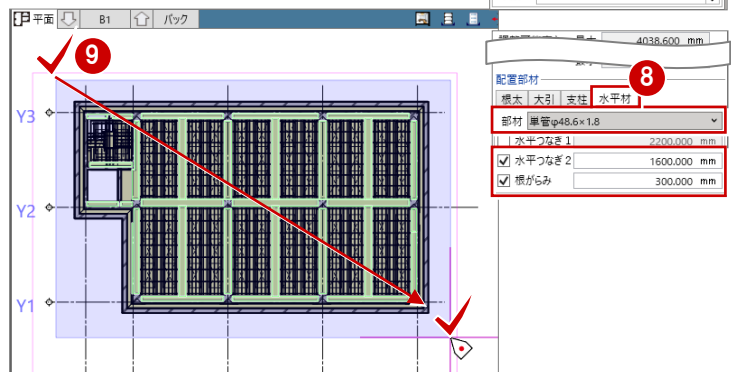 平面 B1 バック
9
Y3
Y2
Y1
4038.600 mm
配置部材
8
根太 大引 支柱 水平材
部材 単管φ48.6×1.8
水平つなぎ1 2200.000 mm
水平つなぎ2 1600.000 mm
根がらみ 300.000 mm